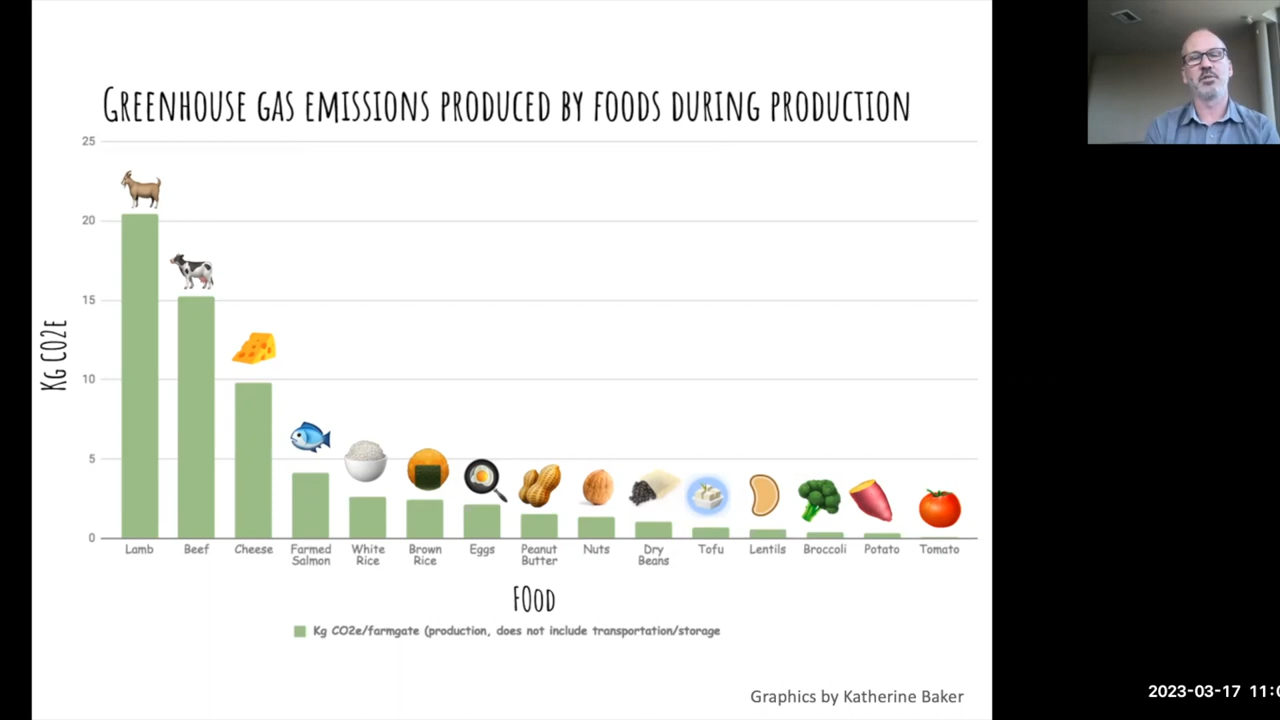 GREENHOUSE GAS EMISSIONS PRODUCED BY FOODS DURING PRODUCTION
25
20
15
10
5
0
KG CO2E
Lamb Beef Cheese Farmed Salmon White Rice Brown Rice Eggs Peanut Butter Nuts Dry Beans Tofu Lentils Broccoli Potato Tomato
FOOD
Kg CO2e/farmgate (production, does not include transportation/storage
Graphics by Katherine Baker
2023-03-17